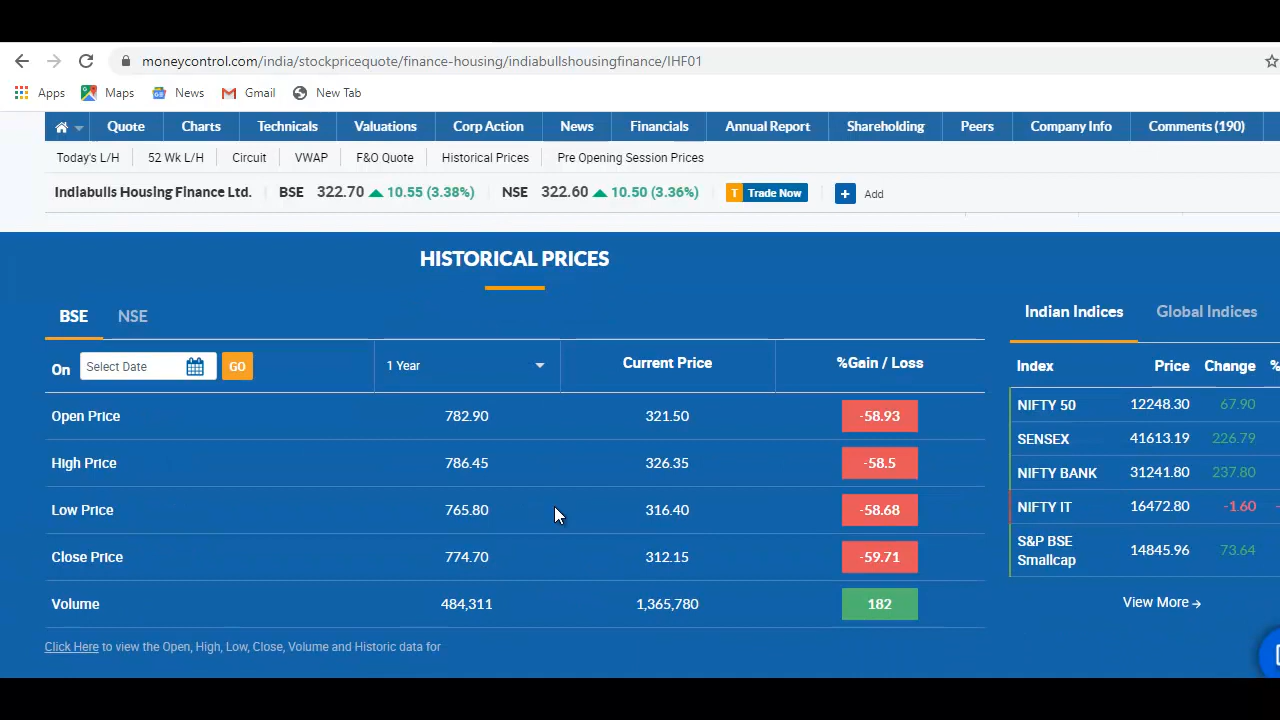 moneycontrol.com/india/stockpricequote/finance-housing/indiabullshousingfinance/IHF01
Apps Maps News Gmail New Tab
Quote Charts Technicals Valuations Corp Action News Financials Annual Report Shareholding Peers Company Info Comments (190)
Today's L/H 52 Wk L/H Circuit VWAP F&O Quote Historical Prices Pre Opening Session Prices
Indiabulls Housing Finance Ltd. BSE 322.70 10.55 (3.38%) NSE 322.60 10.50 (3.36%) T Trade Now + Add
HISTORICAL PRICES
BSE NSE
On Select Date GO 1 Year Current Price %Gain / Loss
Open Price 782.90 321.50 -58.93
High Price 786.45 326.35 -58.5
Low Price 765.80 316.40 -58.68
Close Price 774.70 312.15 -59.71
Volume 484,311 1,365,780 182
Click Here to view the Open, High, Low, Close, Volume and Historic data for
Indian Indices Global Indices
Index Price Change %
NIFTY 50 12248.30 67.90
SENSEX 41613.19 226.79
NIFTY BANK 31241.80 237.80
NIFTY IT 16472.80 -1.60 -
S&P BSE
Smallcap 14845.96 73.64
View More →